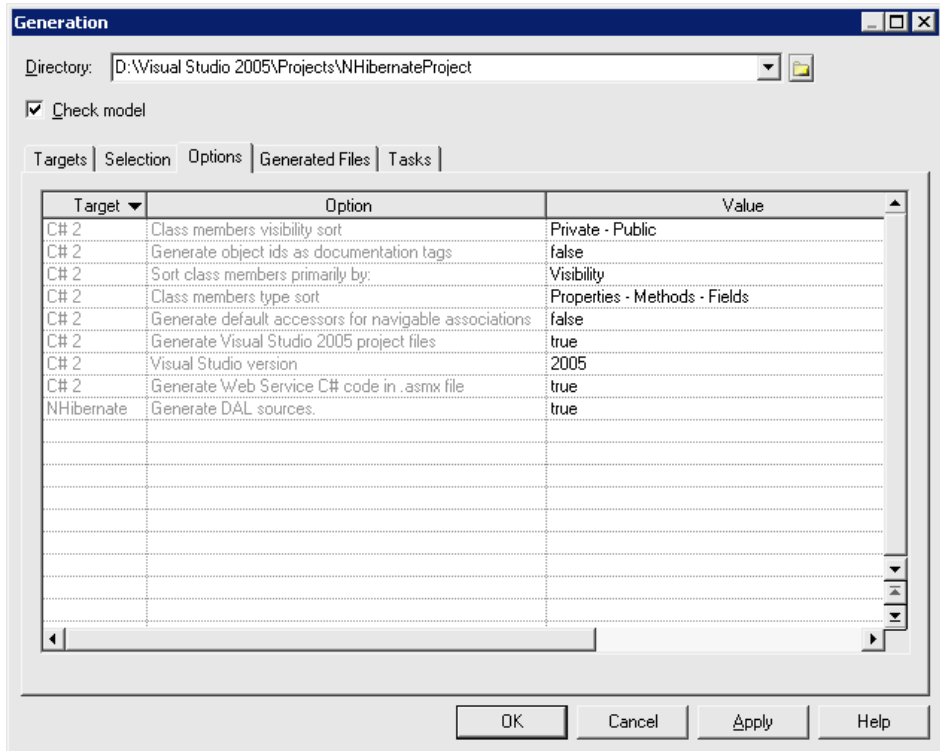 Generation
Directory: D:\Visual Studio 2005\Projects\NHibernateProject
Check model
Targets Selection Options Generated Files Tasks
Target Option Value
C# 2 Class members visibility sort Private - Public
C# 2 Generate object ids as documentation tags false
C# 2 Sort class members primarily by: Visibility
C# 2 Class members type sort Properties - Methods - Fields
C# 2 Generate default accessors for navigable associations false
C# 2 Generate Visual Studio 2005 project files true
C# 2 Visual Studio version 2005
C# 2 Generate Web Service C# code in .asmx file true
NHibernate Generate DAL sources. true
OK Cancel Apply Help